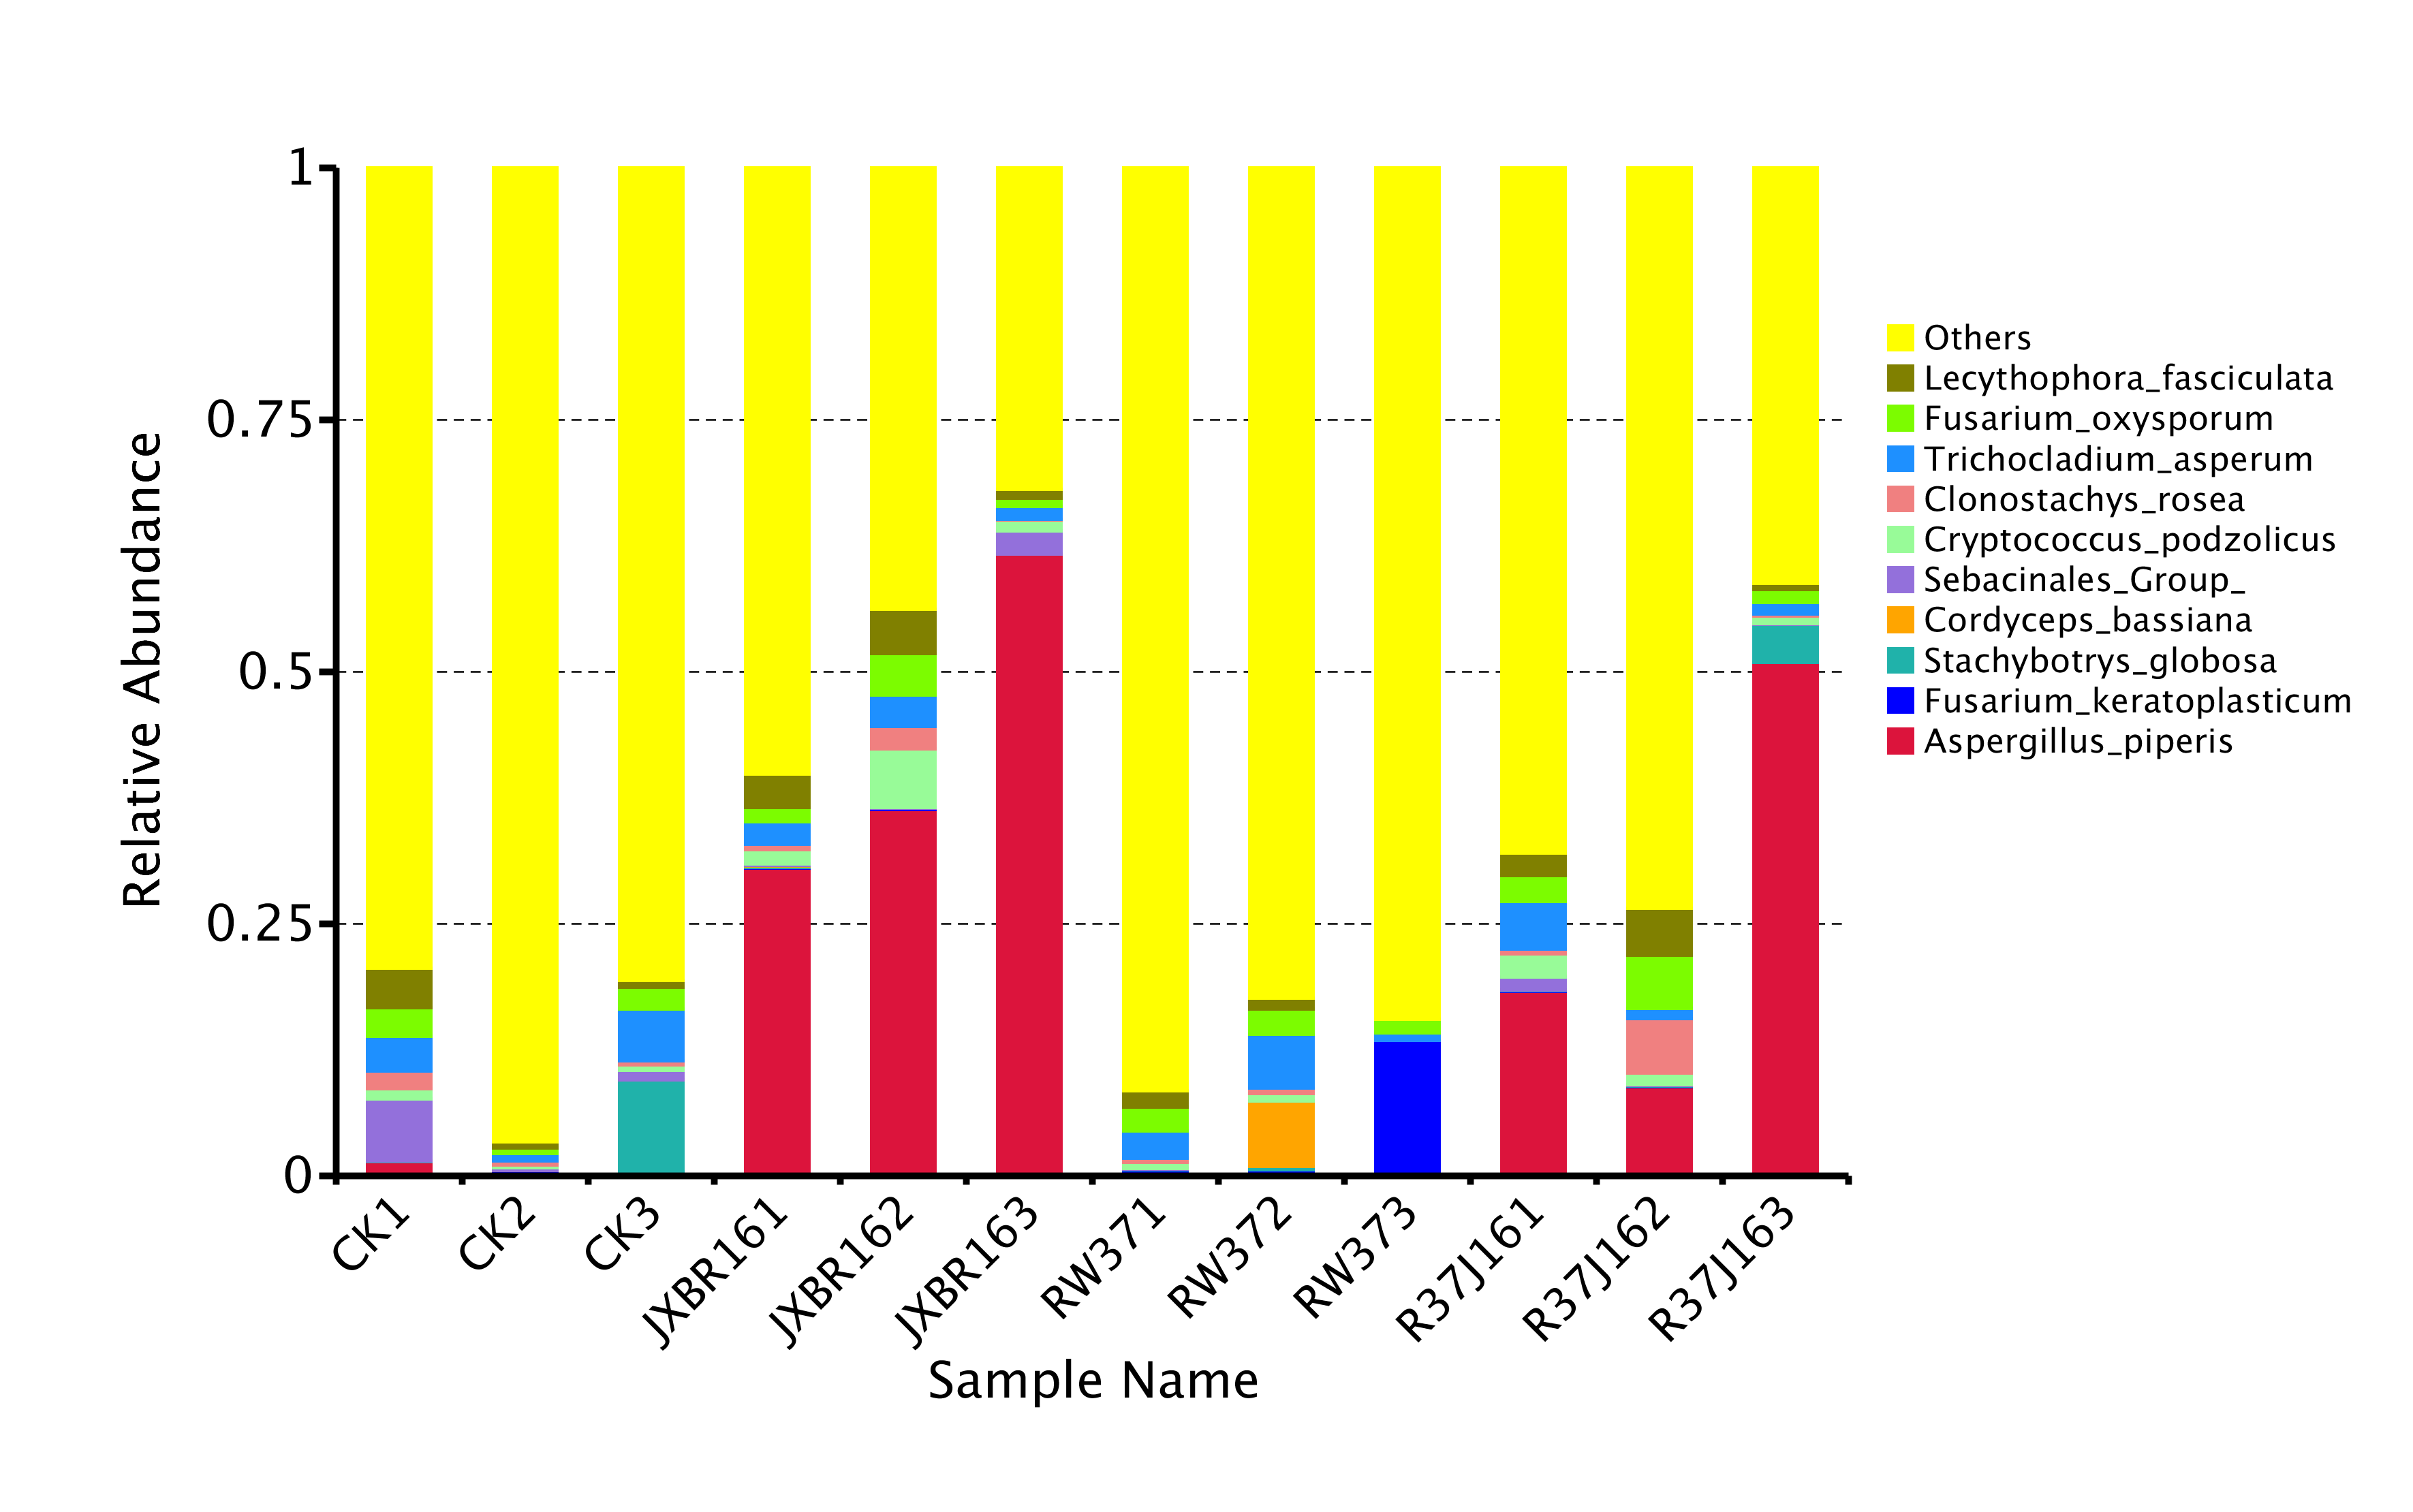 1
0.75
0.5
0.25
0
Relative Abundance
CK1
CK2
CK3
JXBR161
JXBR162
JXBR163
RW371
RW372
RW373
R37J161
R37J162
R37J163
Sample Name
Others
Lecythophora_fasciculata
Fusarium_oxysporum
Trichocladium_asperum
Clonostachys_rosea
Cryptococcus_podzolicus
Sebacinales_Group_
Cordyceps_bassiana
Stachybotrys_globosa
Fusarium_keratoplasticum
Aspergillus_piperis